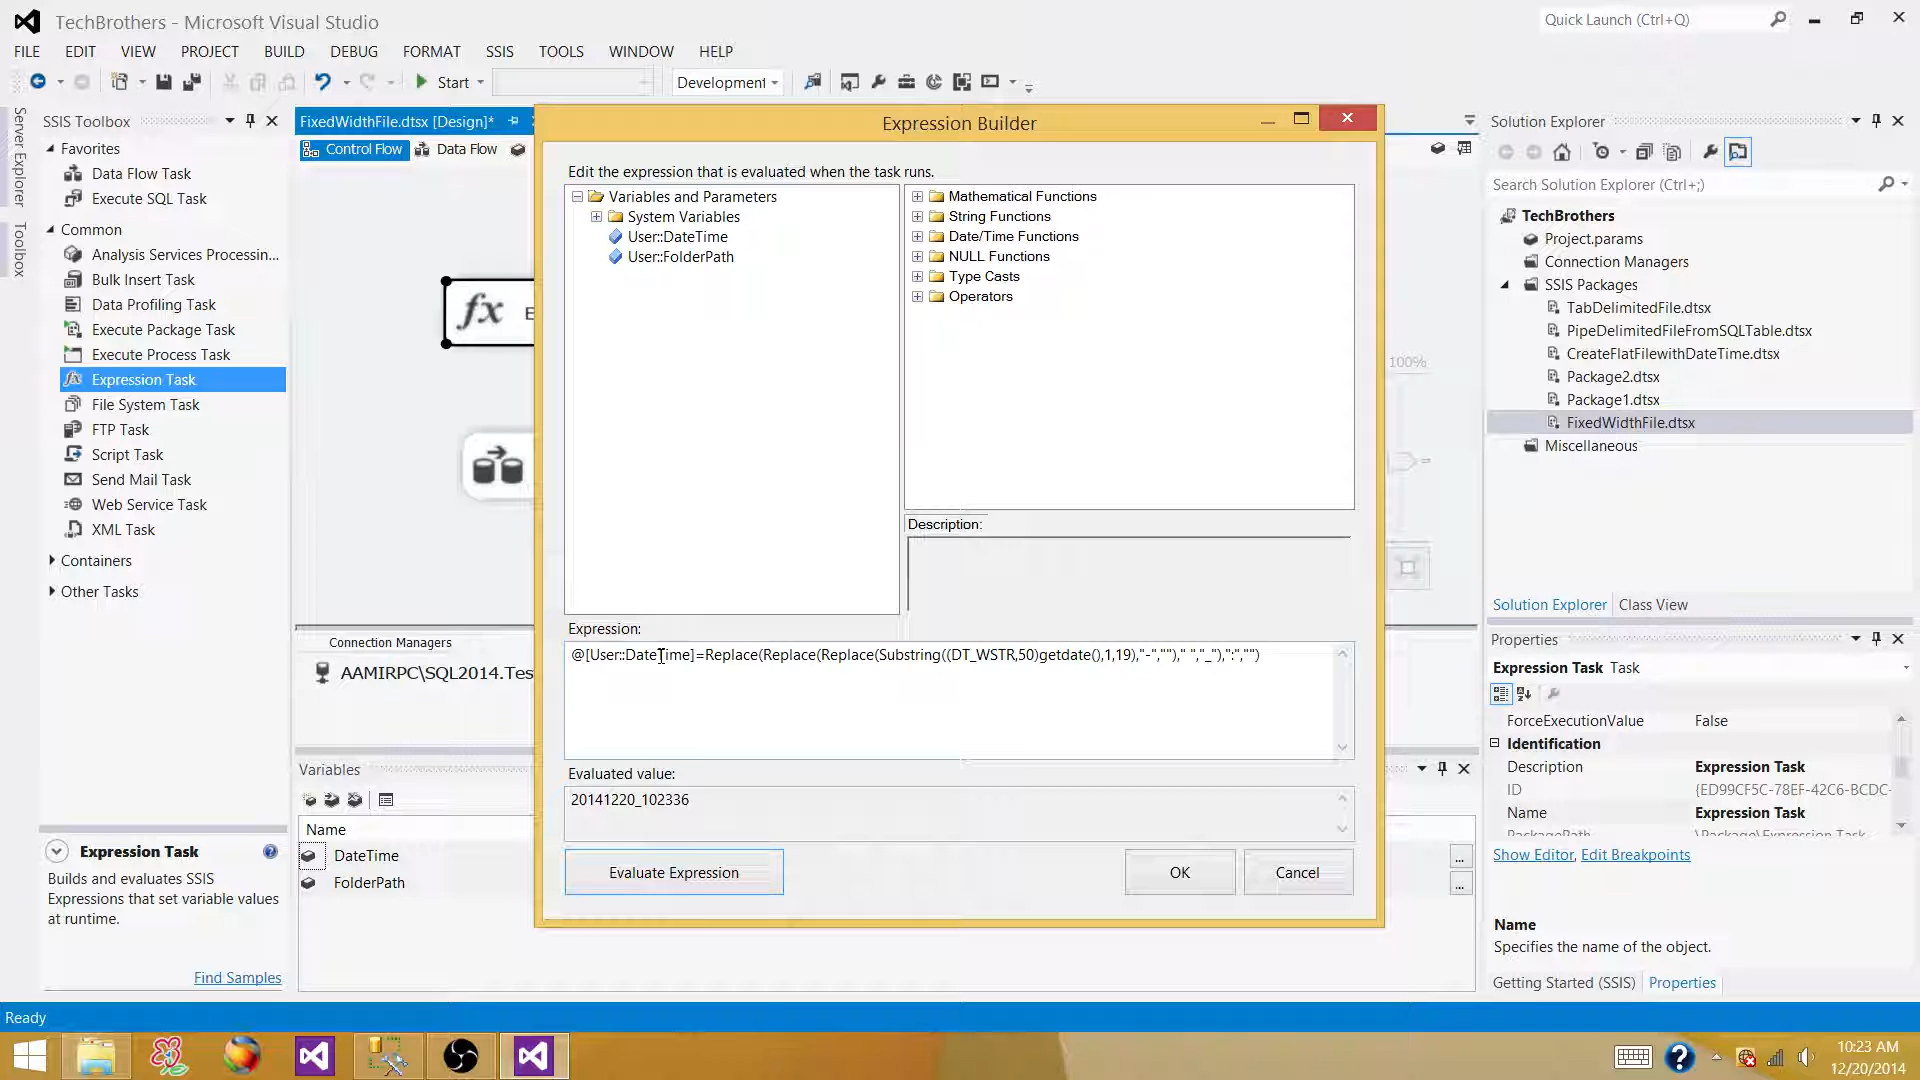 TechBrothers - Microsoft Visual Studio
Quick Launch (Ctrl+Q)
FILE EDIT VIEW PROJECT BUILD DEBUG FORMAT SSIS TOOLS WINDOW HELP
Start
Development
Server Explorer
Toolbox
SSIS Toolbox
Favorites
Data Flow Task
Execute SQL Task
Common
Analysis Services Processin...
Bulk Insert Task
Data Profiling Task
Execute Package Task
Execute Process Task
Expression Task
File System Task
FTP Task
Script Task
Send Mail Task
Web Service Task
XML Task
Containers
Other Tasks
Expression Task
Builds and evaluates SSIS
Expressions that set variable values
at runtime.
Find Samples
FixedWidthFile.dtsx [Design]*
Control Flow
Data Flow
fx E
100%
Connection Managers
AAMIRPC\SQL2014.Tes
Variables
Name
DateTime
FolderPath
...
...
Expression Builder
Edit the expression that is evaluated when the task runs.
Variables and Parameters
System Variables
User::DateTime
User::FolderPath
Mathematical Functions
String Functions
Date/Time Functions
NULL Functions
Type Casts
Operators
Description:
Expression:
@[User::DateTime]=Replace(Replace(Replace(Substring((DT_WSTR,50)getdate(),1,19),"-","")," ","_"),":","")
Evaluated value:
20141220_102336
Evaluate Expression
OK
Cancel
Solution Explorer
Search Solution Explorer (Ctrl+;)
TechBrothers
Project.params
Connection Managers
SSIS Packages
TabDelimitedFile.dtsx
PipeDelimitedFileFromSQLTable.dtsx
CreateFlatFilewithDateTime.dtsx
Package2.dtsx
Package1.dtsx
FixedWidthFile.dtsx
Miscellaneous
Solution Explorer Class View
Properties
Expression Task Task
ForceExecutionValue False
Identification
Description Expression Task
ID {ED99CF5C-78EF-42C6-BCDC-
Name Expression Task
PackagePath \Package\Expression Task
Show Editor, Edit Breakpoints
Name
Specifies the name of the object.
Getting Started (SSIS) Properties
Ready
10:23 AM
12/20/2014